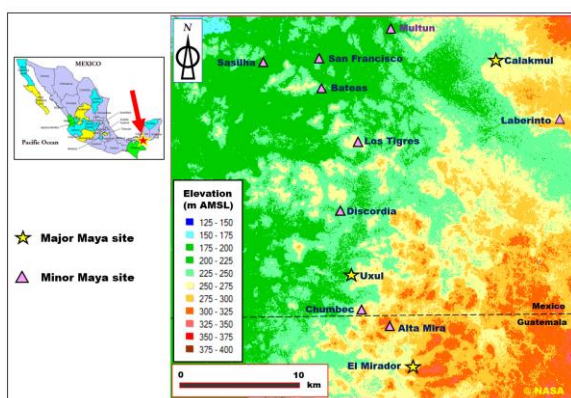 MEXICO
Pacific Ocean
Major Maya site
Minor Maya site
N
Multun
Sasilha
San Francisco
Calakmul
Bateas
Laberinto
Los Tigres
Elevation
(m AMSL)
125 - 150
150 - 175
175 - 200
200 - 225
225 - 250
250 - 275
275 - 300
300 - 325
325 - 350
350 - 375
375 - 400
Discordia
Uxul
Chumbec
Mexico
Guatemala
Alta Mira
El Mirador
0
10
km
© NASA